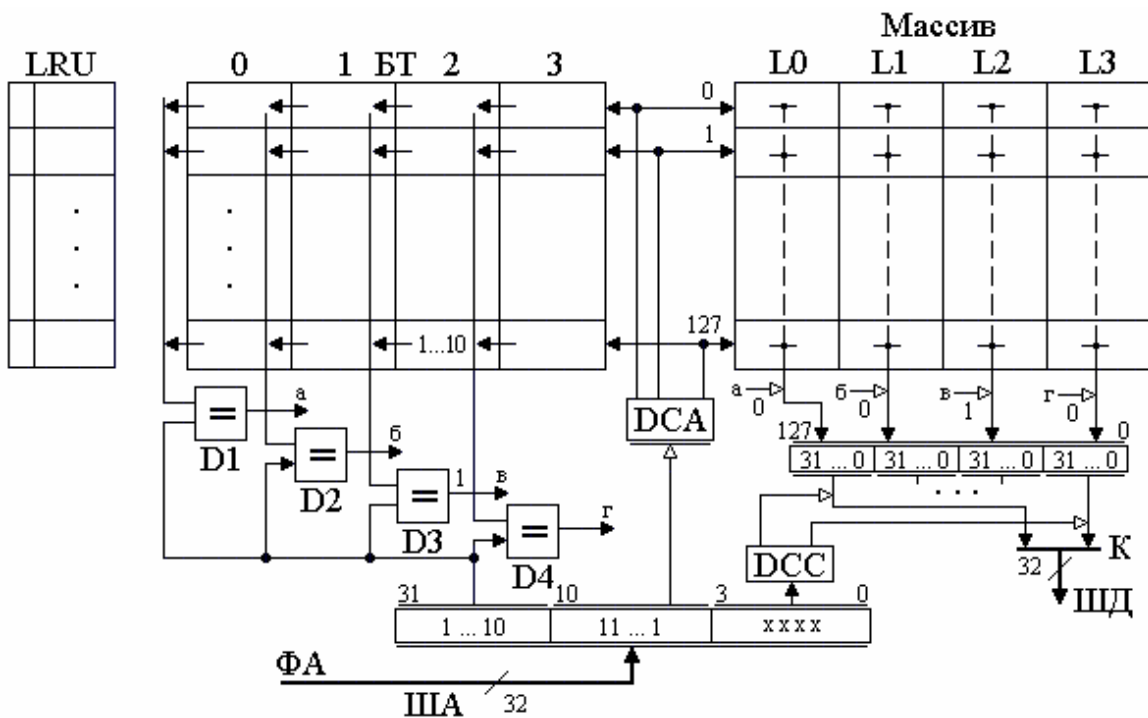 Массив
LRU 0 1 БТ 2 3 L0 L1 L2 L3
0
1
127
1...10
а б в г
0 0 1 0
= D1 а
= D2 б
= D3 1 в
= D4 г
DCA
127 0
31 ... 0 31 ... 0 31 ... 0 31 ... 0
. . .
DCC
К
32
ШД
31 10 3 0
1 ... 10 11 ... 1 x x x x
ФА
ША 32